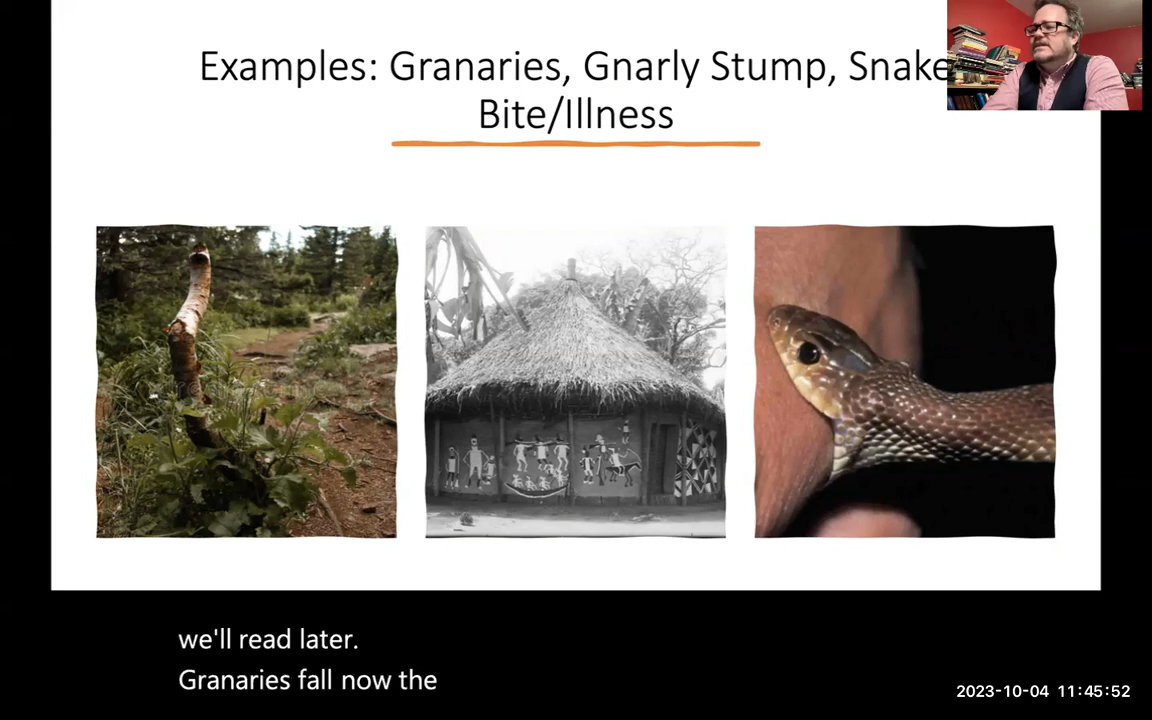 Examples: Granaries, Gnarly Stump, Snake
Bite/Illness
we'll read later.
Granaries fall now the
2023-10-04 11:45:52